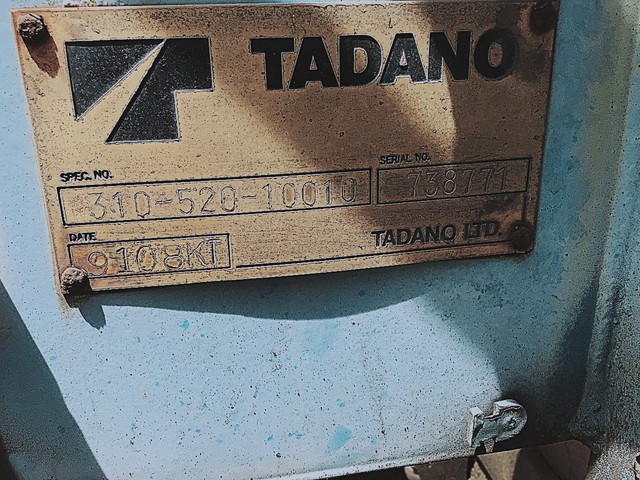 TADANO
SPEC. NO.
310-520-10010
SERIAL NO.
738771
DATE
9108KT
TADANO LTD.